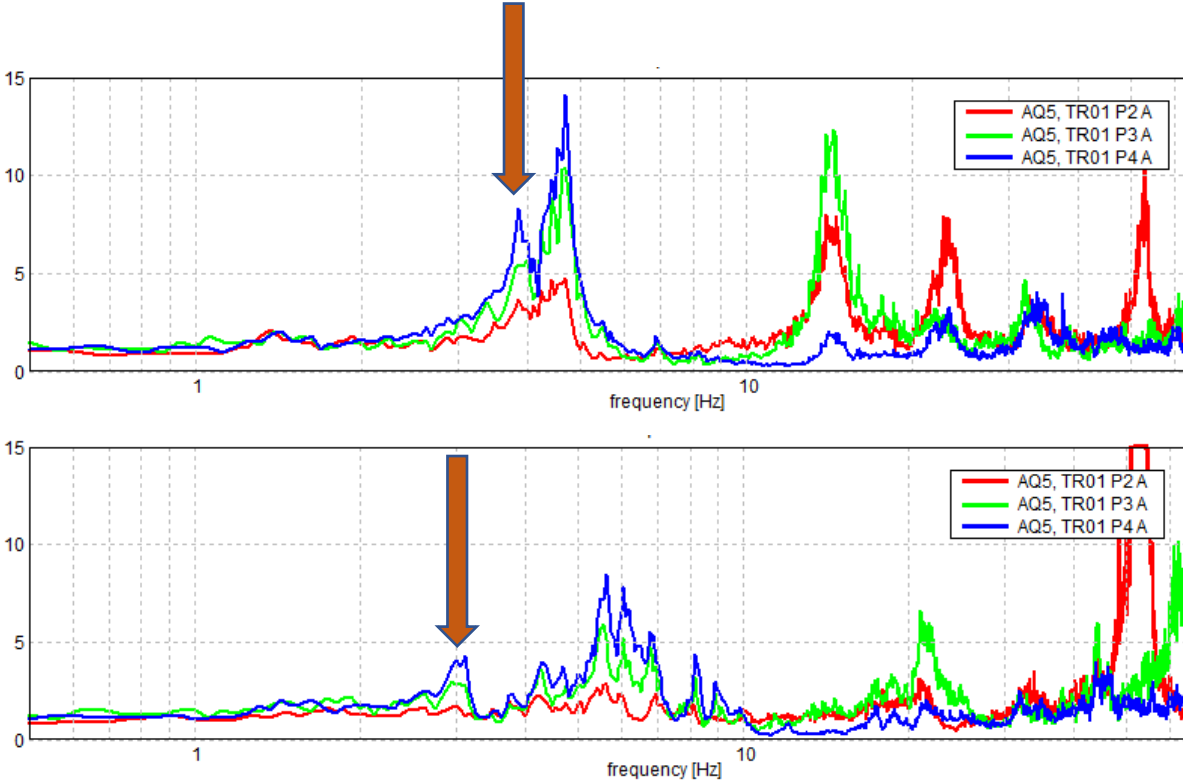 15
AQ5, TR01 P2 A
AQ5, TR01 P3 A
AQ5, TR01 P4 A
10
5
0
1
10
frequency [Hz]
15
AQ5, TR01 P2 A
AQ5, TR01 P3 A
AQ5, TR01 P4 A
10
5
0
1
10
frequency [Hz]